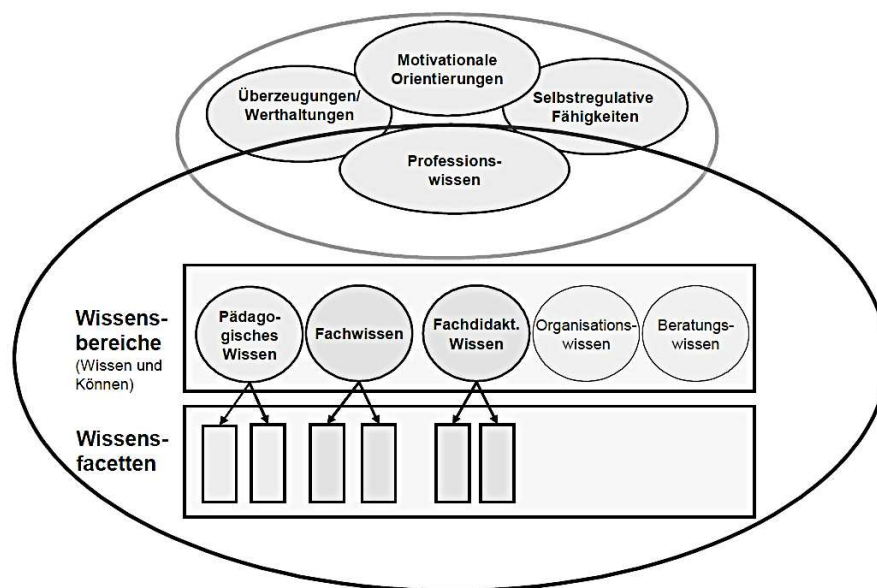 Motivationale
Orientierungen
Überzeugungen/
Werthaltungen
Selbstregulative
Fähigkeiten
Professions-
wissen
Wissens-
bereiche
(Wissen und
Können)
Pädago-
gisches
Wissen
Fachwissen
Fachdidakt.
Wissen
Organisations-
wissen
Beratungs-
wissen
Wissens-
facetten